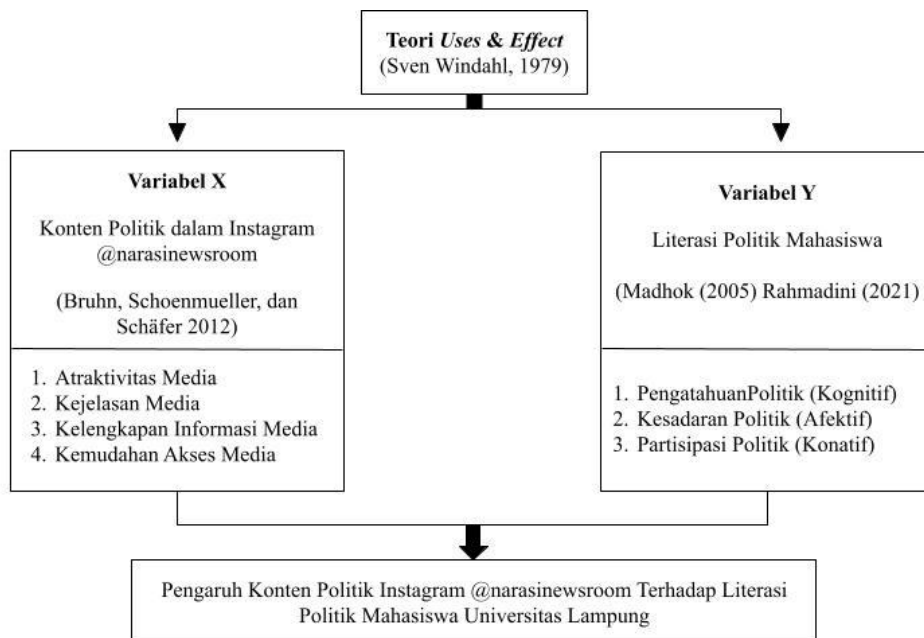 Teori Uses & Effect
(Sven Windahl, 1979)
Variabel X
Konten Politik dalam Instagram
@narasinewsroom
(Bruhn, Schoenmueller, dan
Schäfer 2012)
1. Atraktivitas Media
2. Kejelasan Media
3. Kelengkapan Informasi Media
4. Kemudahan Akses Media
Variabel Y
Literasi Politik Mahasiswa
(Madhok (2005) Rahmadini (2021)
1. PengatahuanPolitik (Kognitif)
2. Kesadaran Politik (Afektif)
3. Partisipasi Politik (Konatif)
Pengaruh Konten Politik Instagram @narasinewsroom Terhadap Literasi
Politik Mahasiswa Universitas Lampung